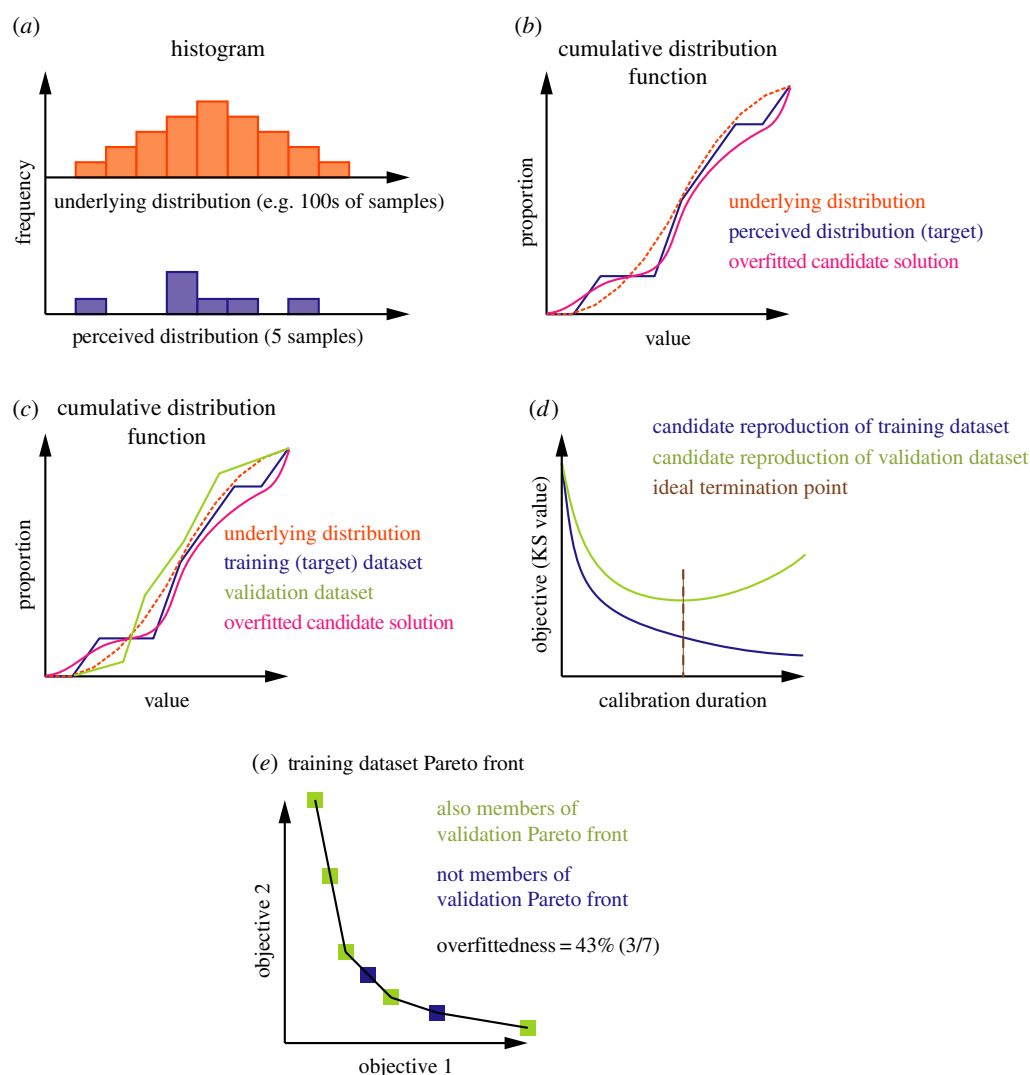 (a)
histogram
frequency
underlying distribution (e.g. 100s of samples)
perceived distribution (5 samples)
(b)
cumulative distribution
function
proportion
underlying distribution
perceived distribution (target)
overfitted candidate solution
value
(c) cumulative distribution
function
proportion
underlying distribution
training (target) dataset
validation dataset
overfitted candidate solution
value
(d)
candidate reproduction of training dataset
candidate reproduction of validation dataset
ideal termination point
objective (KS value)
calibration duration
(e) training dataset Pareto front
also members of
validation Pareto front
not members of
validation Pareto front
overfittedness = 43% (3/7)
objective 2
objective 1